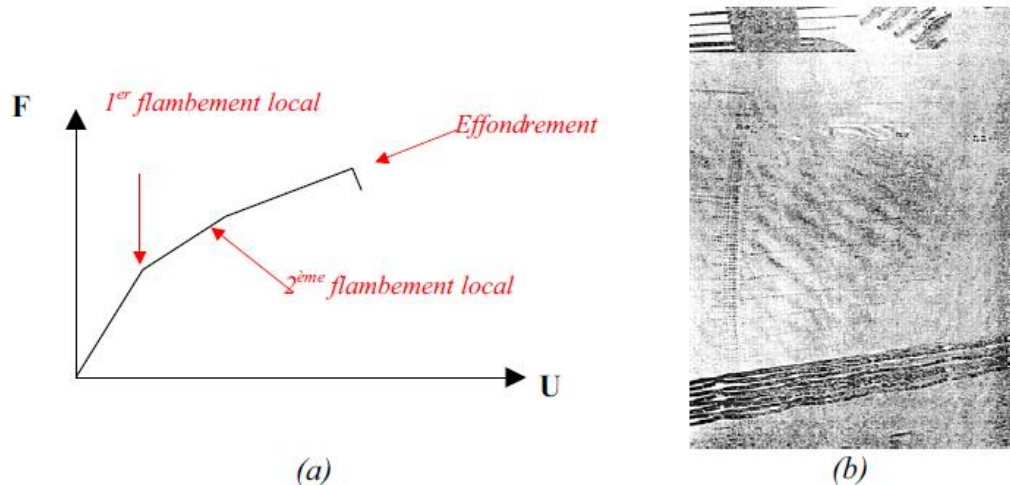 1er flambement local
F
Effondrement
2ème flambement local
U
(a)
(b)